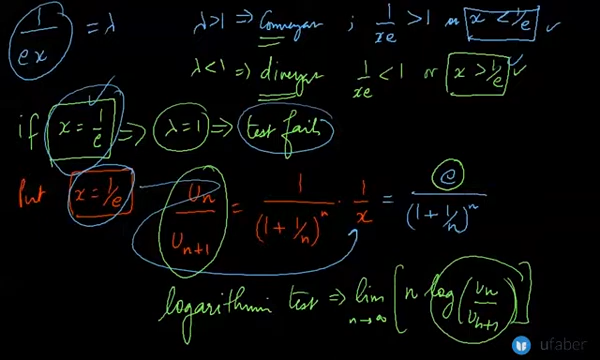 1/ex = λ λ>1 ⇒ Converges ; 1/xe > 1 or x < 1/e ✓
λ<1 ⇒ diverges 1/xe < 1 or x > 1/e ✓
if x = 1/e ⇒ λ=1 ⇒ test fails
Put x = 1/e Un/Un+1 = 1/(1+1/n)^n · 1/x = e/(1+1/n)^n
logarithmic test ⇒ lim n→∞ [n log(Un/Un+1)]
ufaber